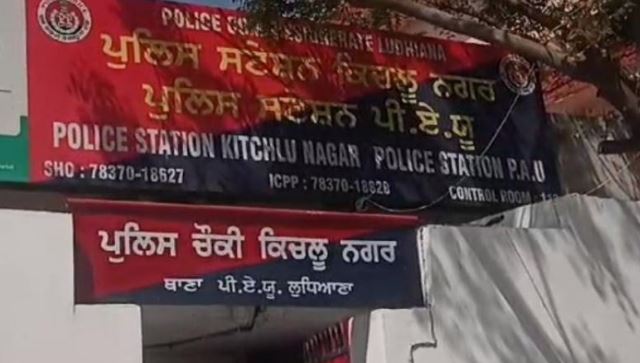 POLICE COMMISSIONERATE LUDHIANA
ਪੁਲਿਸ ਸਟੇਸ਼ਨ ਕਿਚਲੂ ਨਗਰ
ਪੁਲਿਸ ਸਟੇਸ਼ਨ ਪੀ.ਏ.ਯੂ
POLICE STATION KITCHLU NAGAR POLICE STATION P.A.U
SHO : 78370-18627 ICPP : 78370-18828 CONTROL ROOM :
ਪੁਲਿਸ ਚੌਕੀ ਕਿਚਲੂ ਨਗਰ
ਥਾਣਾ ਪੀ.ਏ.ਯੂ. ਲੁਧਿਆਣਾ